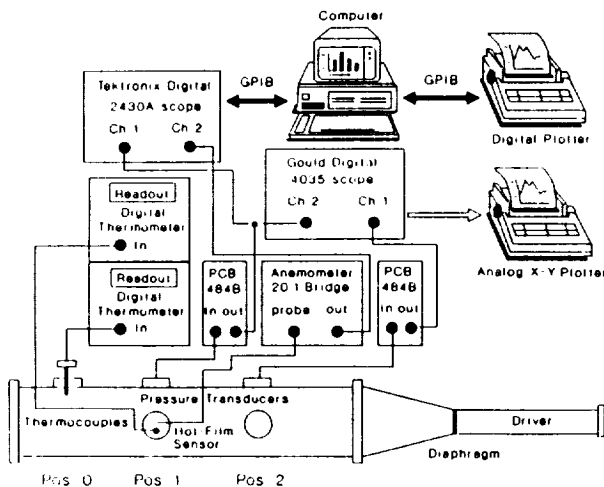 Computer
GPIB
GPIB
Tektronix Digital
2430A scope
Ch 1
Ch 2
Digital Plotter
Gould Digital
4035 scope
Ch 2
Ch 1
Analog X-Y Plotter
Readout
Digital
Thermometer
In
Readout
Digital
Thermometer
In
PCB
484B
In out
Anemometer
20:1 Bridge
probe out
PCB
484B
In out
Pressure Transducers
Thermocouples
Hot-Film
Sensor
Driver
Diaphragm
Pos 0
Pos 1
Pos 2